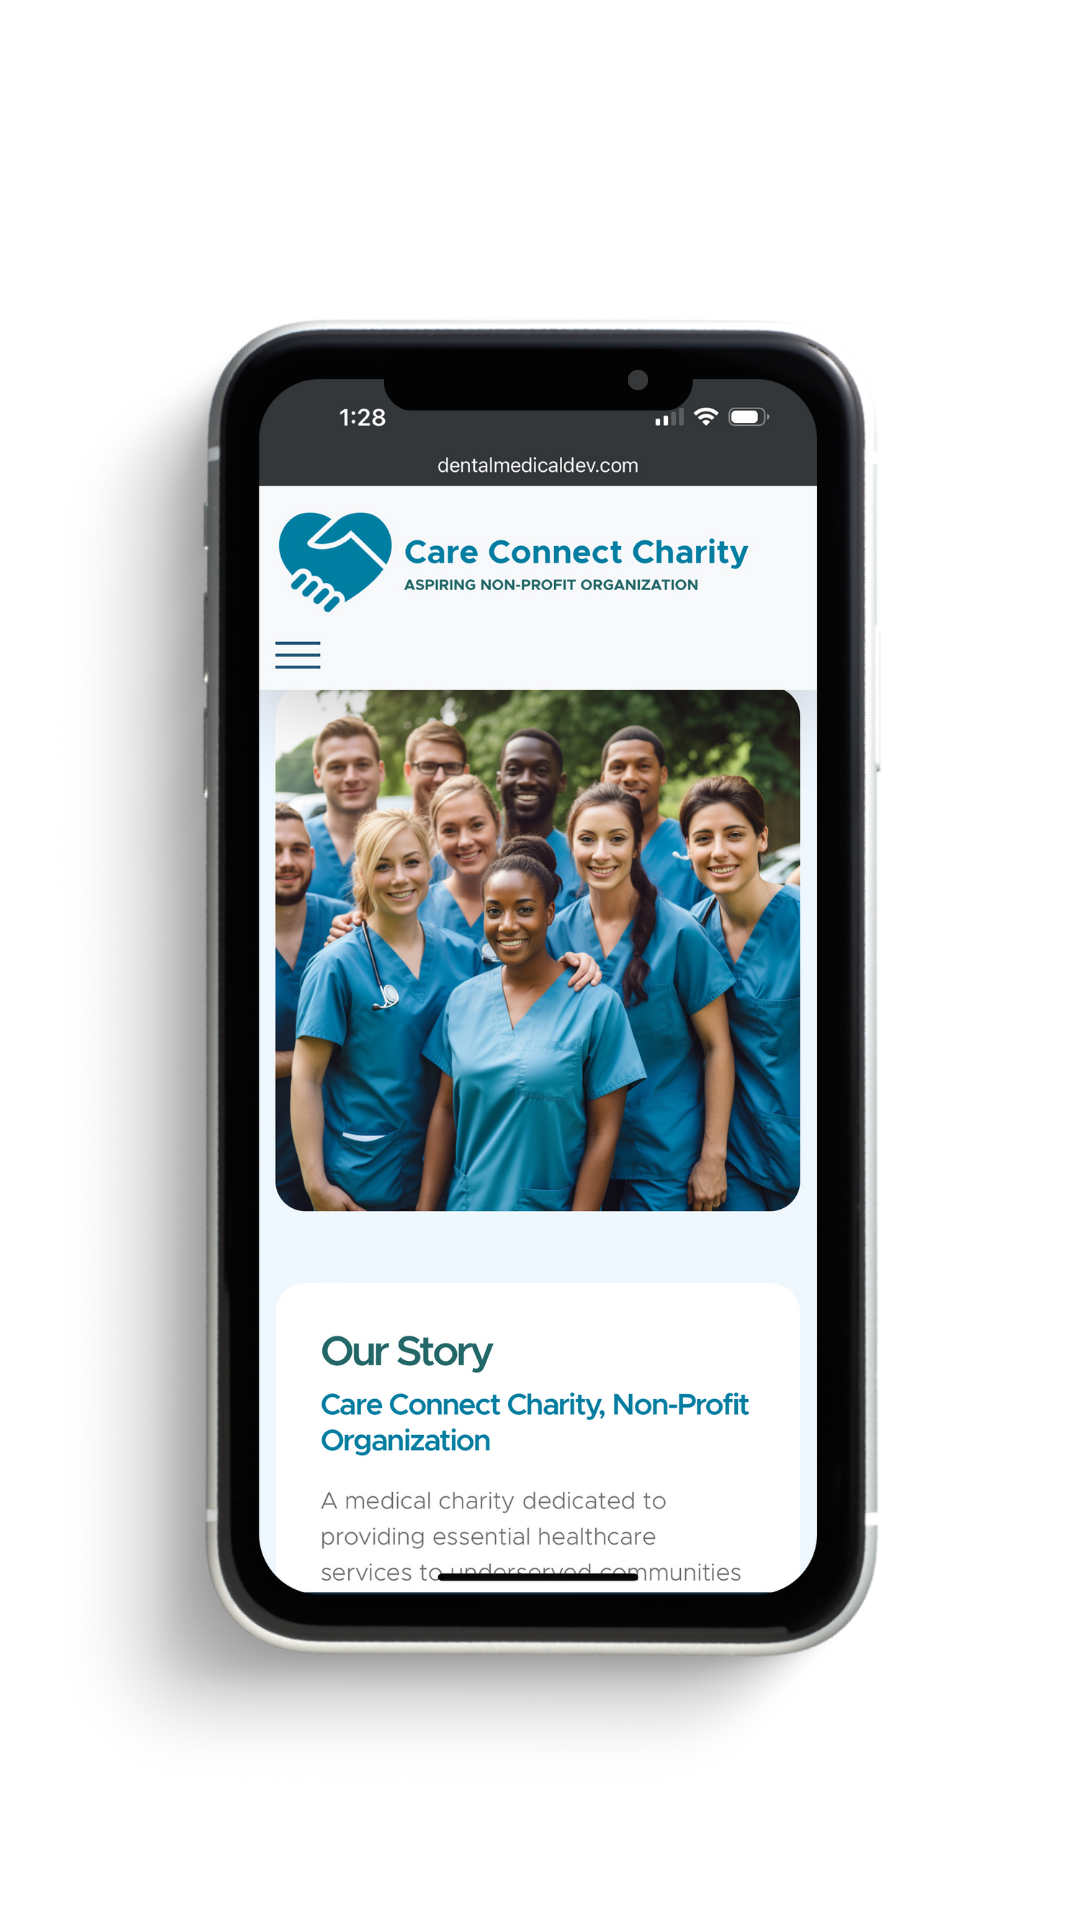 1:28
dentalmedicaldev.com
Care Connect Charity
ASPIRING NON-PROFIT ORGANIZATION
Our Story
Care Connect Charity, Non-Profit
Organization
A medical charity dedicated to
providing essential healthcare
services to underserved communities